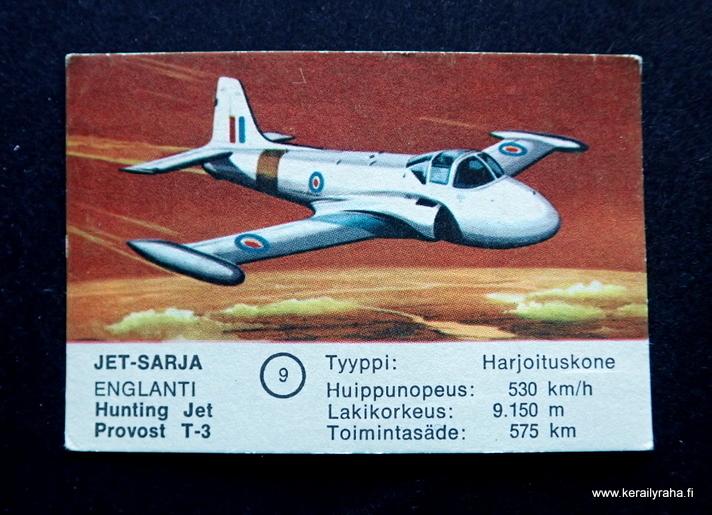 JET-SARJA
ENGLANTI
Hunting Jet
Provost T-3
9
Tyyppi: Harjoituskone
Huippunopeus: 530 km/h
Lakikorkeus: 9.150 m
Toimintasäde: 575 km
www.kerailyraha.fi